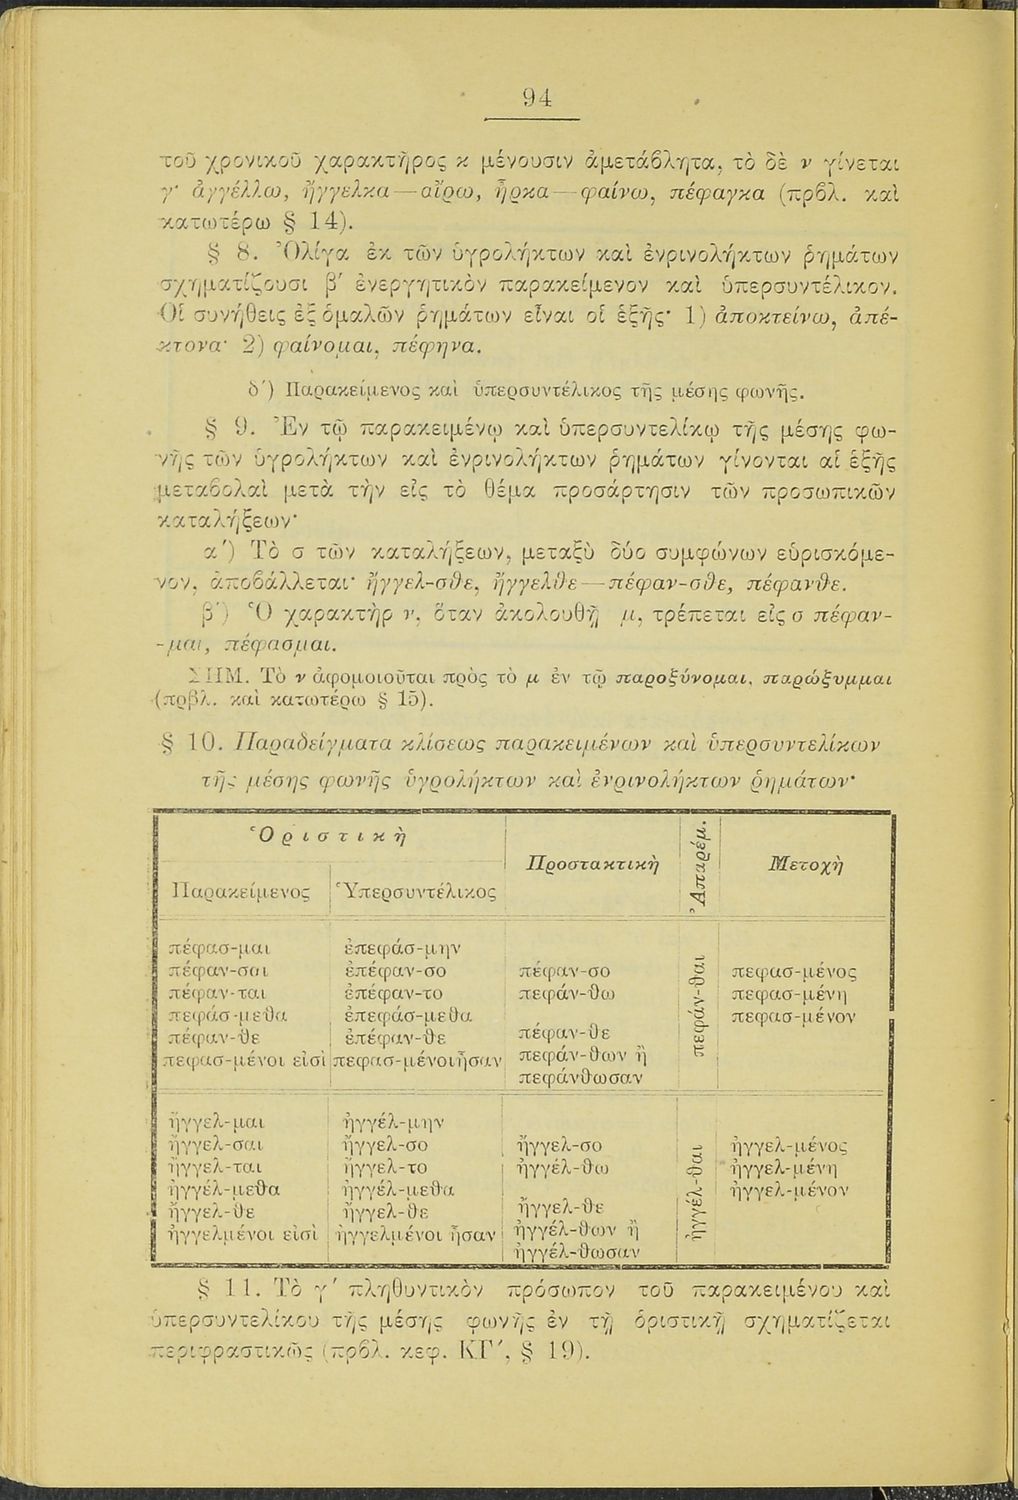 94
τοῦ χρονικοῦ χαρακτῆρος κ μένουσιν ἀμετάβλητα, τὸ δὲ ν γίνεται
γ· ἀγγέλλω, ἤγγελκα — αἴρω, ἦρκα — φαίνω, πέφαγκα (πρβλ. καὶ
κατωτέρω § 14).
§ 8. Ὀλίγα ἐκ τῶν ὑγρολήκτων καὶ ἐνρινολήκτων ῥημάτων
σχηματίζουσι β΄ ἐνεργητικὸν παρακείμενον καὶ ὑπερσυντέλικον.
Οἱ συνήθεις ἐξ ὁμαλῶν ῥημάτων εἶναι οἱ ἑξῆς· 1) ἀποκτείνω, ἀπέ-
κτονα· 2) φαίνομαι, πέφηνα.
δ΄) Παρακείμενος καὶ ὑπερσυντέλικος τῆς μέσης φωνῆς.
§ 9. Ἐν τῷ παρακειμένῳ καὶ ὑπερσυντελίκῳ τῆς μέσης φω-
νῆς τῶν ὑγρολήκτων καὶ ἐνρινολήκτων ῥημάτων γίνονται αἱ ἑξῆς
μεταβολαὶ μετὰ τὴν εἰς τὸ θέμα προσάρτησιν τῶν προσωπικῶν
καταλήξεων·
α΄) Τὸ σ τῶν καταλήξεων, μεταξὺ δύο συμφώνων εὑρισκόμε-
νον, ἀποβάλλεται· ἤγγελ-σθε, ἤγγελθε — πέφαν-σθε, πέφανθε.
β΄) Ὁ χαρακτὴρ ν, ὅταν ἀκολουθῇ μ, τρέπεται εἰς σ πέφαν-
-μαι, πέφασμαι.
ΣΗΜ. Τὸ ν ἀφομοιοῦται πρὸς τὸ μ ἐν τῷ παροξύνομαι, παρώξυμμαι
(πρβλ. καὶ κατωτέρω § 15).
§ 10. Παραδείγματα κλίσεως παρακειμένων καὶ ὑπερσυντελίκων
τῆς μέσης φωνῆς ὑγρολήκτων καὶ ἐνρινολήκτων ῥημάτων·
Ὁριστικὴ
Προστακτικὴ
Ἀπαρέμ.
Μετοχὴ
Παρακείμενος Ὑπερσυντέλικος
πέφασ-μαι ἐπεφάσ-μην
πέφαν-σαι ἐπέφαν-σο πέφαν-σο πεφασ-μένος
πέφαν-ται ἐπέφαν-το πεφάν-θω πεφασ-μένη
πεφάσ-μεθα ἐπεφάσ-μεθα πεφασ-μένον
πέφαν-θε ἐπέφαν-θε πέφαν-θε
πεφασ-μένοι εἰσὶ πεφασ-μένοι ἦσαν πεφάν-θων ἢ
πεφάνθωσαν
πεφάν-θαι
ἤγγελ-μαι ἠγγέλ-μην
ἤγγελ-σαι ἤγγελ-σο ἤγγελ-σο ἠγγελ-μένος
ἤγγελ-ται ἤγγελ-το ἠγγέλ-θω ἠγγελ-μένη
ἠγγέλ-μεθα ἠγγέλ-μεθα ἠγγελ-μένον
ἤγγελ-θε ἤγγελ-θε ἤγγελ-θε
ἠγγελμένοι εἰσὶ ἠγγελμένοι ἦσαν ἠγγέλ-θων ἢ
ἠγγέλ-θωσαν
ἠγγέλ-θαι
§ 11. Τὸ γ΄ πληθυντικὸν πρόσωπον τοῦ παρακειμένου καὶ
ὑπερσυντελίκου τῆς μέσης φωνῆς ἐν τῇ ὁριστικῇ σχηματίζεται
περιφραστικῶς (πρβλ. κεφ. ΚΓ΄, § 19).